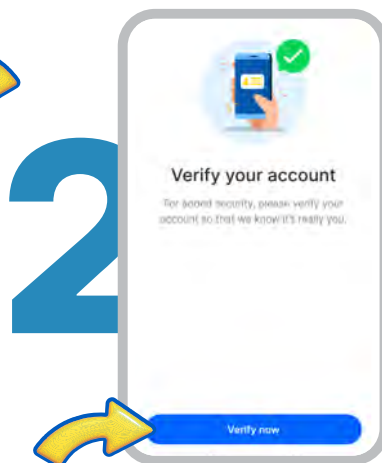 2
Verify your account
For added security, please verify your
account so that we know it's really you.
Verify now